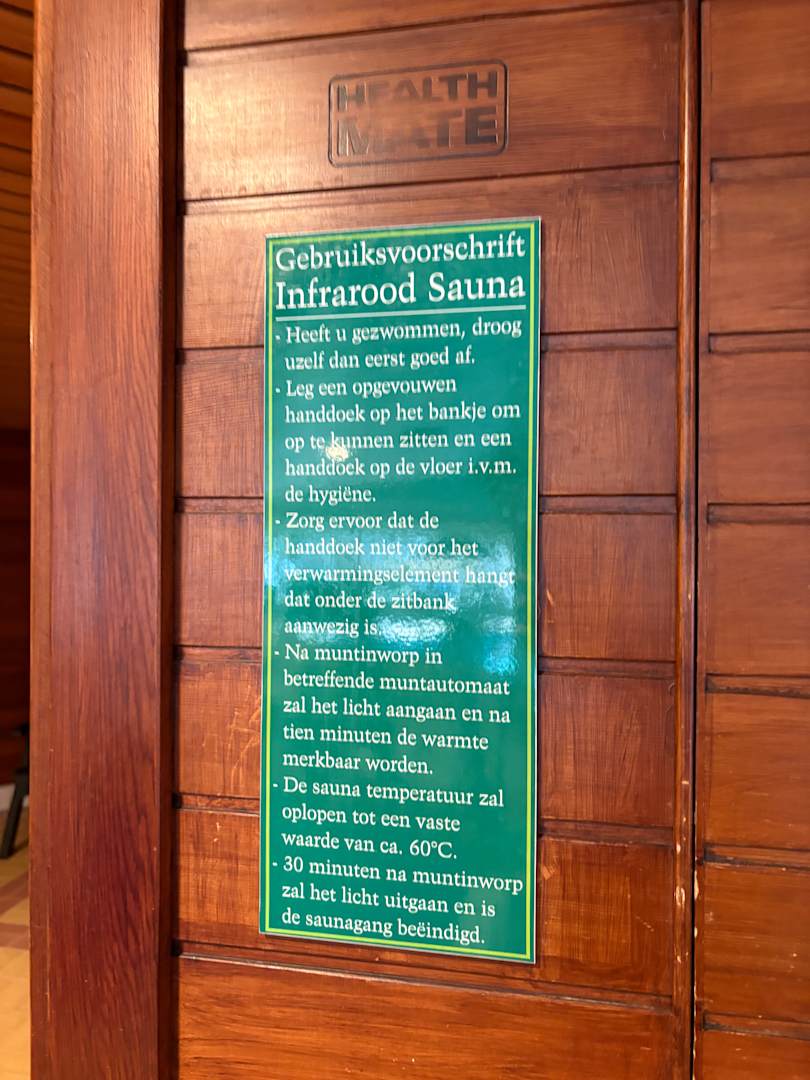 HEALTH
MATE
Gebruiksvoorschrift
Infrarood Sauna
- Heeft u gezwommen, droog
uzelf dan eerst goed af.
- Leg een opgevouwen
handdoek op het bankje om
op te kunnen zitten en een
handdoek op de vloer i.v.m.
de hygiëne.
- Zorg ervoor dat de
handdoek niet voor het
verwarmingselement hangt
dat onder de zitbank
aanwezig is.
- Na muntinworp in
betreffende muntautomaat
zal het licht aangaan en na
tien minuten de warmte
merkbaar worden.
- De sauna temperatuur zal
oplopen tot een vaste
waarde van ca. 60°C.
- 30 minuten na muntinworp
zal het licht uitgaan en is
de saunagang beëindigd.